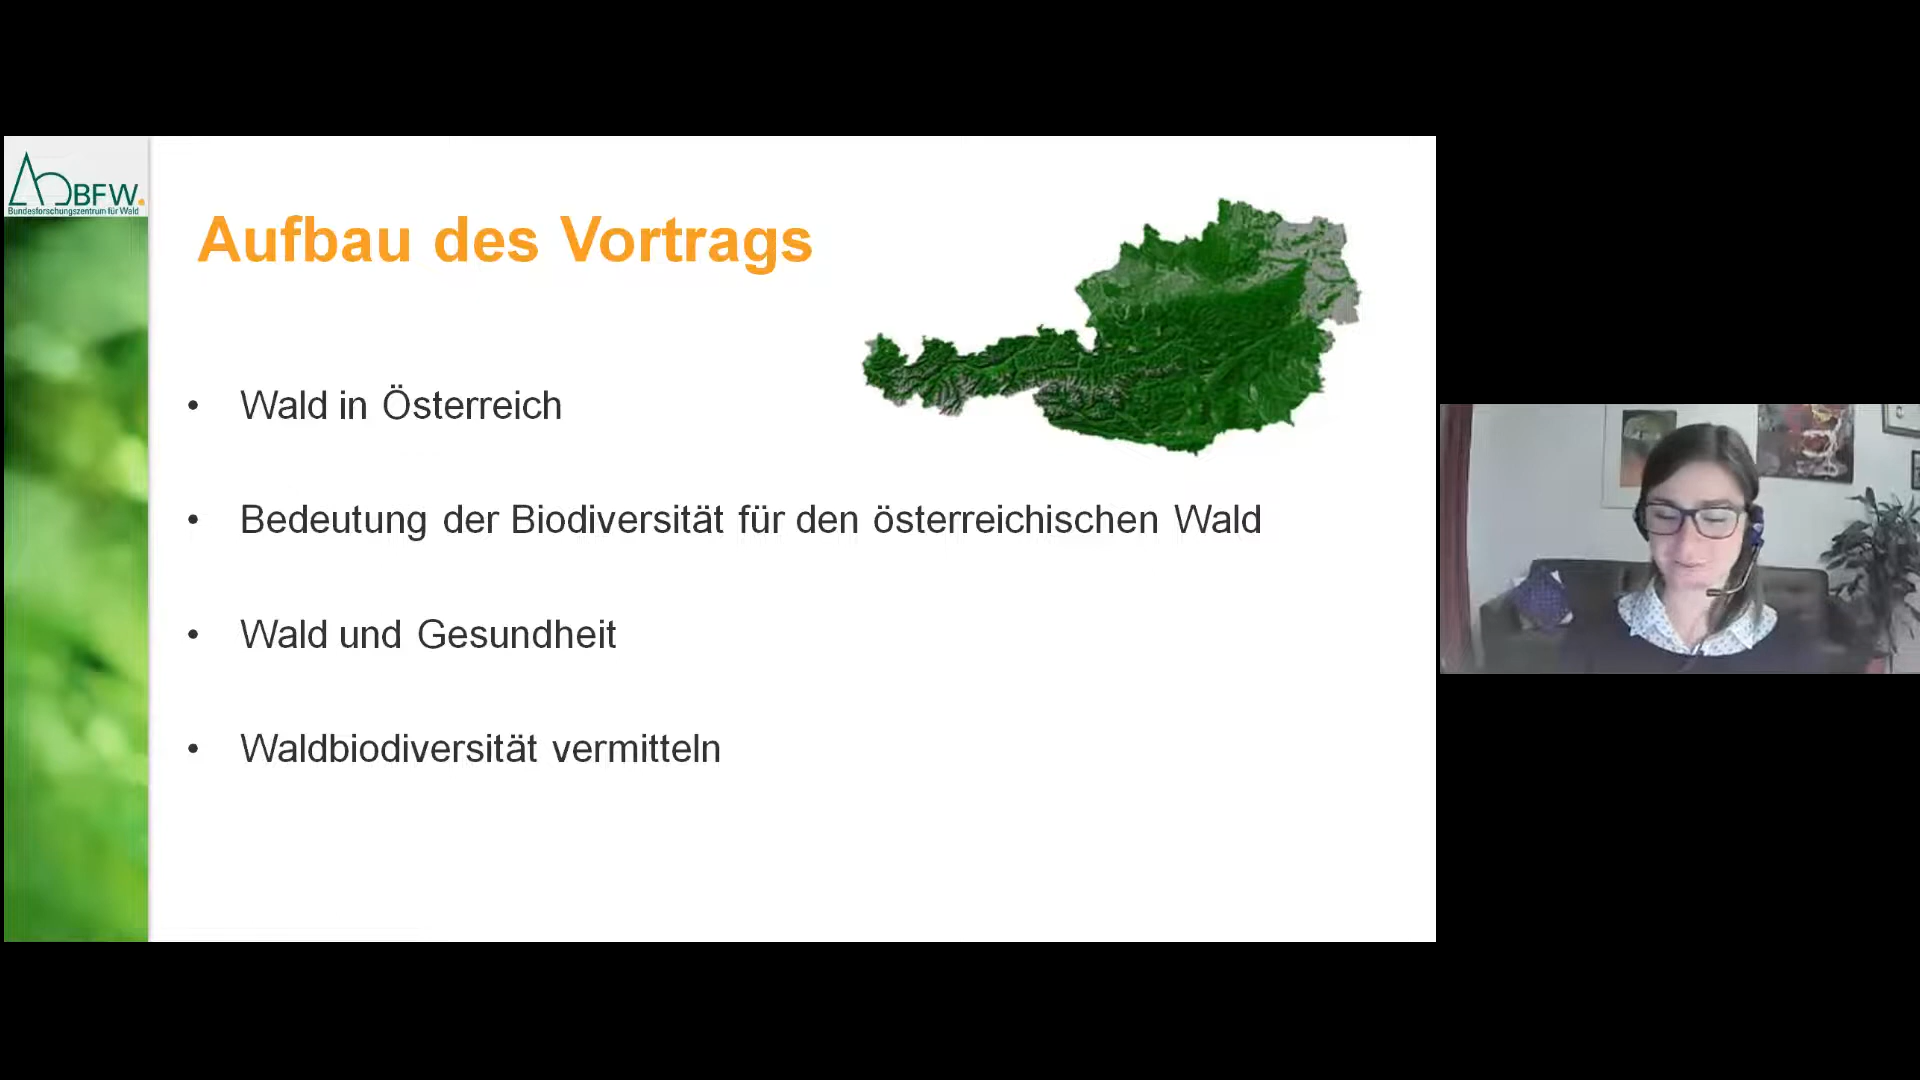 BFW.
Bundesforschungszentrum für Wald
Aufbau des Vortrags
• Wald in Österreich
• Bedeutung der Biodiversität für den österreichischen Wald
• Wald und Gesundheit
• Waldbiodiversität vermitteln